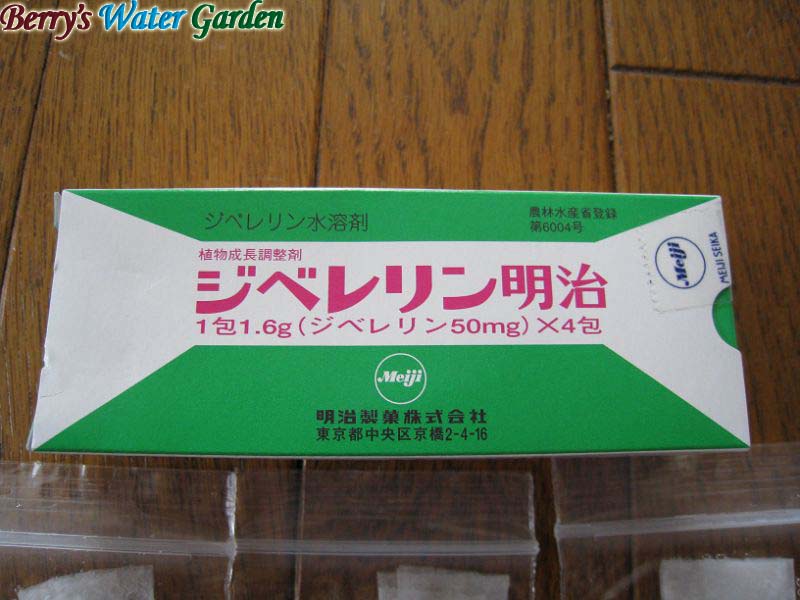 Berry's Water Garden
ジベレリン水溶剤
農林水産省登録
第6004号
植物成長調整剤
ジベレリン明治
1包1.6g(ジベレリン50mg)×4包
Meiji
MEIJI SEIKA
Meiji
明治製菓株式会社
東京都中央区京橋2-4-16